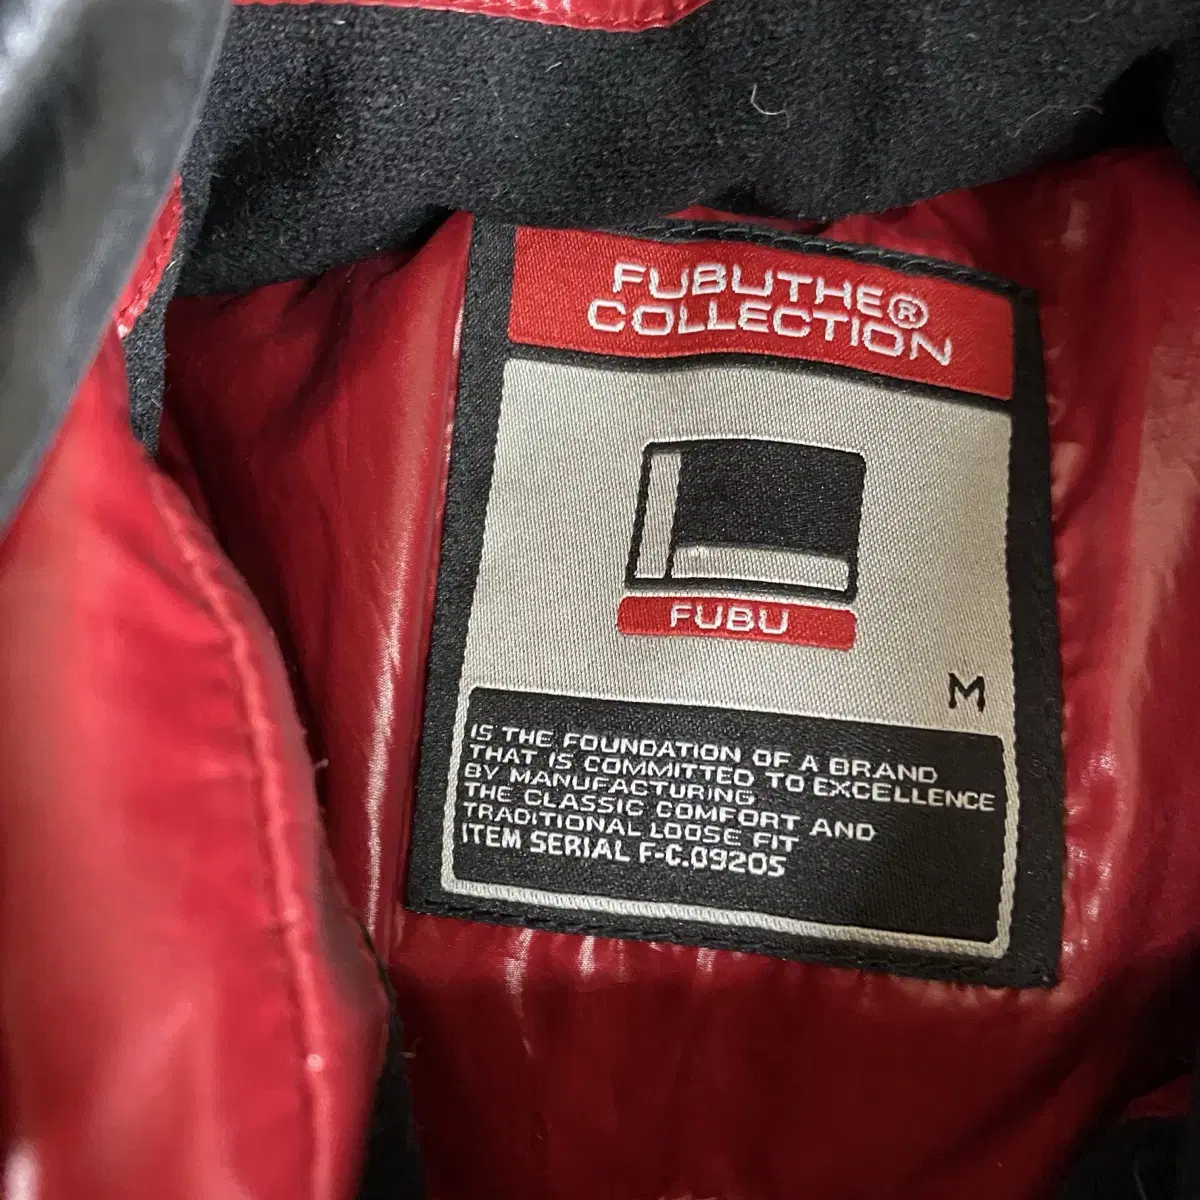 FUBUTHE®
COLLECTION
FUBU
M
IS THE FOUNDATION OF A BRAND
THAT IS COMMITTED TO EXCELLENCE
BY MANUFACTURING
THE CLASSIC COMFORT AND
TRADITIONAL LOOSE FIT
ITEM SERIAL F-C.09205